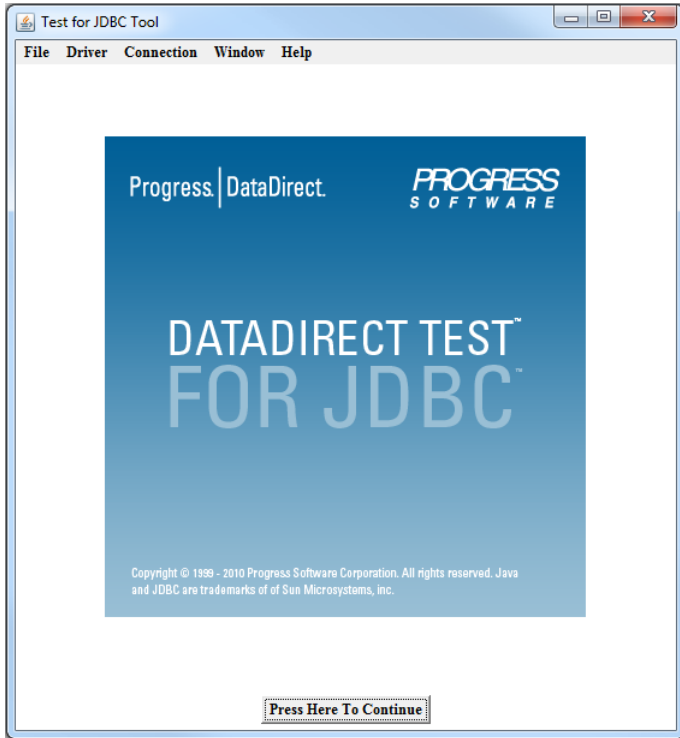 Test for JDBC Tool
File Driver Connection Window Help
Progress. | DataDirect.
PROGRESS
SOFTWARE
DATADIRECT TEST™
FOR JDBC™
Copyright © 1999 - 2010 Progress Software Corporation. All rights reserved. Java
and JDBC are trademarks of of Sun Microsystems, inc.
Press Here To Continue